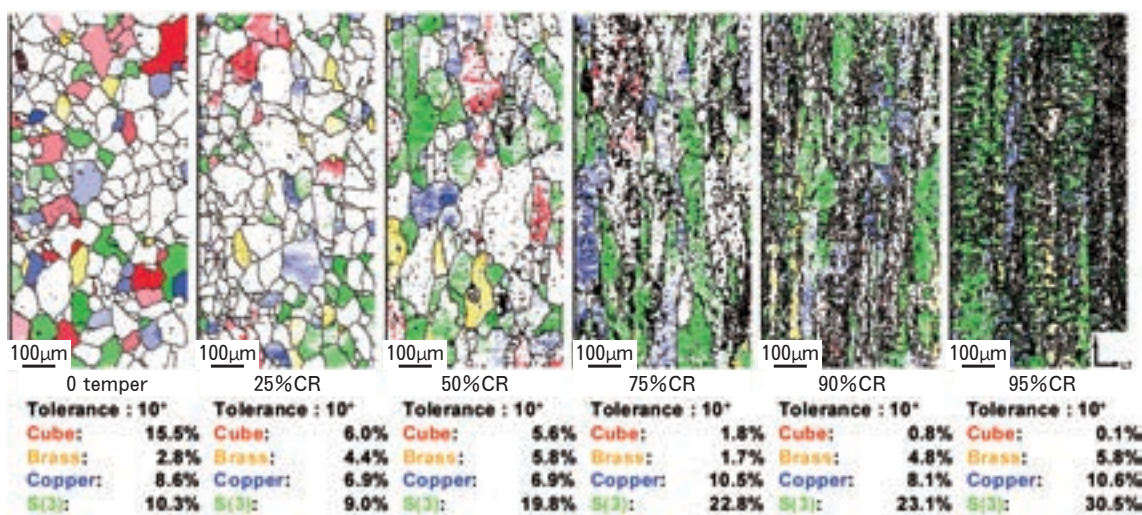 100μm 100μm 100μm 100μm 100μm 100μm
0 temper 25%CR 50%CR 75%CR 90%CR 95%CR
Tolerance : 10° Tolerance : 10° Tolerance : 10° Tolerance : 10° Tolerance : 10° Tolerance : 10°
Cube: 15.5% Cube: 6.0% Cube: 5.6% Cube: 1.8% Cube: 0.8% Cube: 0.1%
Brass: 2.8% Brass: 4.4% Brass: 5.8% Brass: 1.7% Brass: 4.8% Brass: 5.8%
Copper: 8.6% Copper: 6.9% Copper: 6.9% Copper: 10.5% Copper: 8.1% Copper: 10.6%
S(3): 10.3% S(3): 9.0% S(3): 19.8% S(3): 22.8% S(3): 23.1% S(3): 30.5%